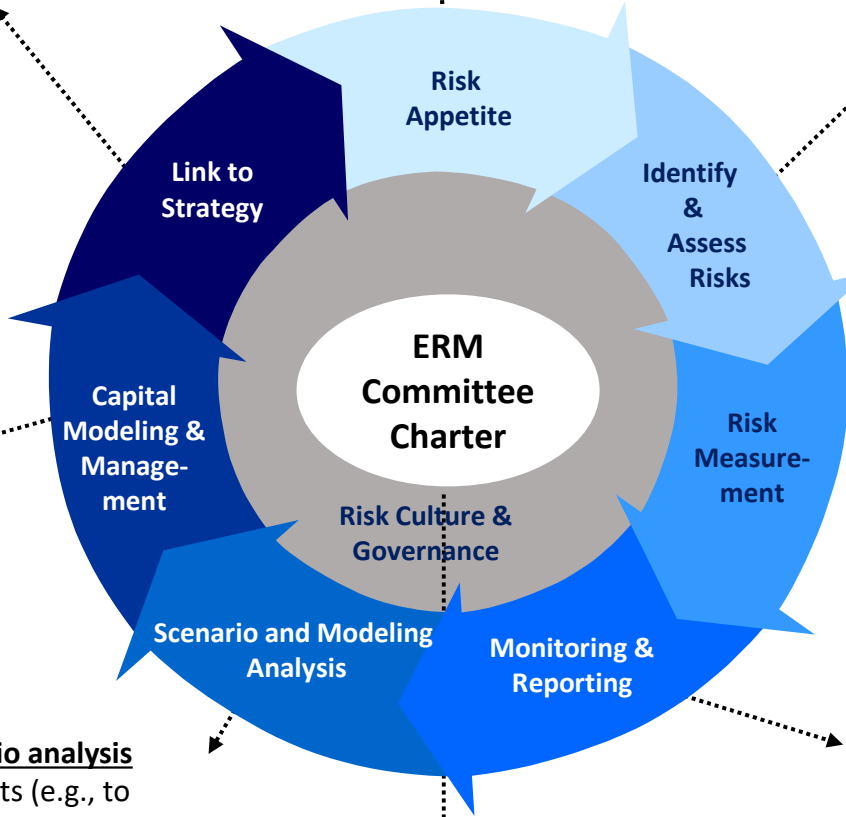 Risk
Appetite
Identify
&
Assess
Risks
Risk
Measure-
ment
Monitoring &
Reporting
Scenario and Modeling
Analysis
Capital
Modeling &
Manage-
ment
Link to
Strategy
ERM
Committee
Charter
Risk Culture &
Governance
io analysis
ts (e.g., to